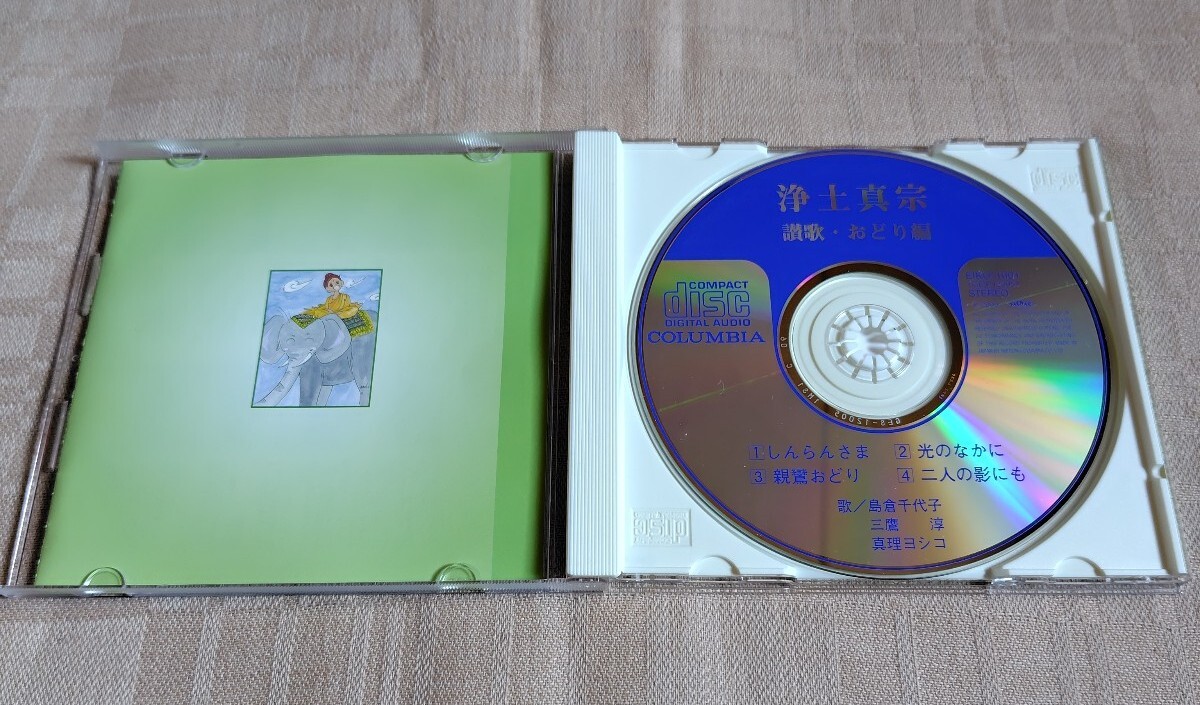 浄土真宗
讃歌・おどり編
COMPACT
disc
DIGITAL AUDIO
COLUMBIA
STEREO
1 しんらんさま 2 光のなかに
3 親鸞おどり 4 二人の影にも
歌／島倉千代子
三鷹 淳
真理ヨシコ
disc